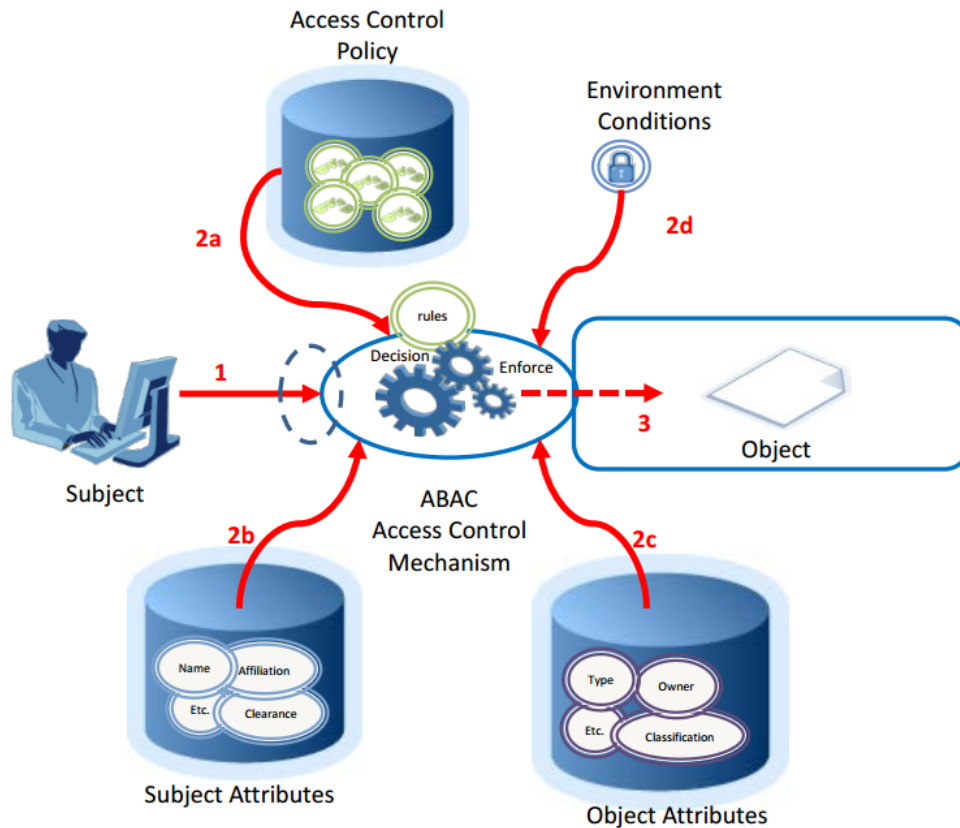 Access Control
Policy
Environment
Conditions
2a
2d
rules
Decision
Enforce
1
3
Subject
Object
ABAC
Access Control
Mechanism
2b
2c
Name
Affiliation
Etc.
Clearance
Type
Owner
Etc.
Classification
Subject Attributes
Object Attributes